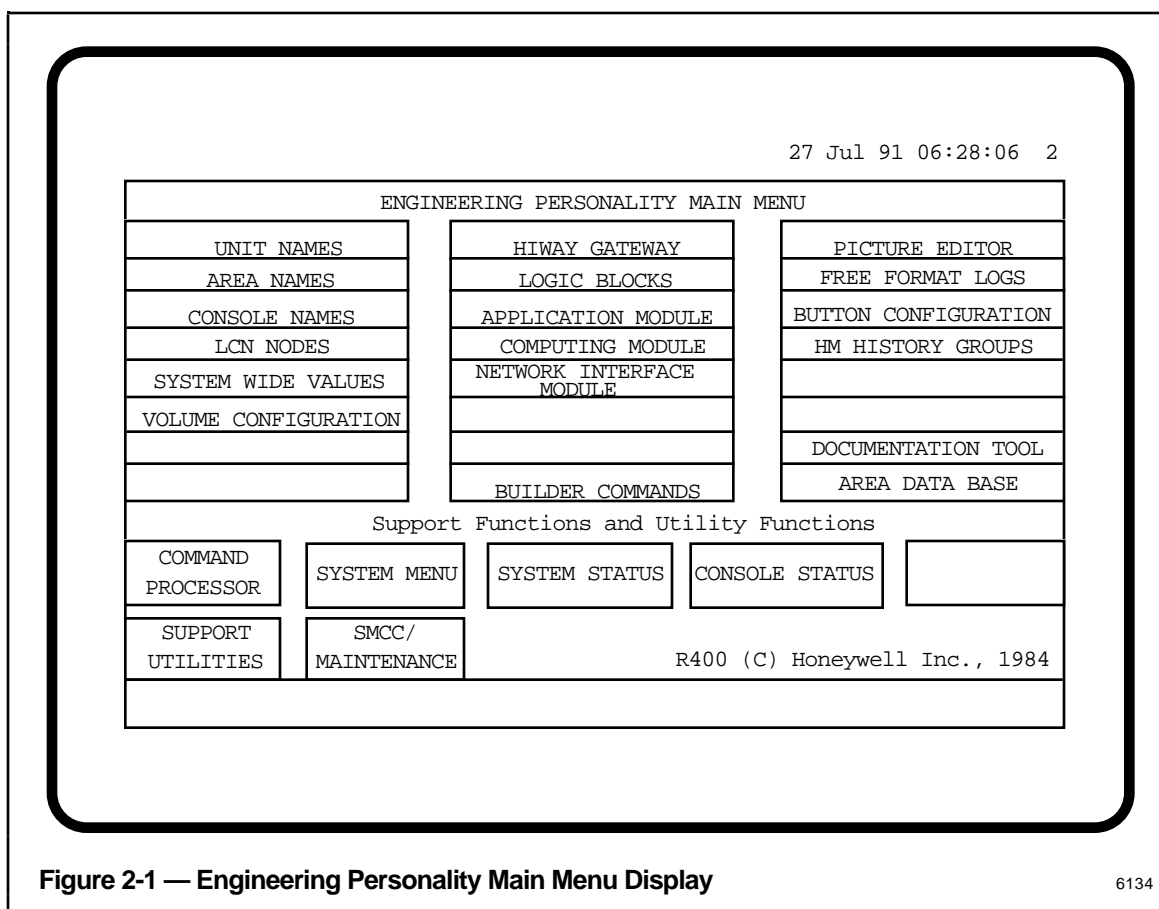 27 Jul 91 06:28:06 2
ENGINEERING PERSONALITY MAIN MENU
UNIT NAMES
AREA NAMES
CONSOLE NAMES
LCN NODES
SYSTEM WIDE VALUES
VOLUME CONFIGURATION
HIWAY GATEWAY
LOGIC BLOCKS
APPLICATION MODULE
COMPUTING MODULE
NETWORK INTERFACE
MODULE
BUILDER COMMANDS
PICTURE EDITOR
FREE FORMAT LOGS
BUTTON CONFIGURATION
HM HISTORY GROUPS
DOCUMENTATION TOOL
AREA DATA BASE
Support Functions and Utility Functions
COMMAND
PROCESSOR
SYSTEM MENU
SYSTEM STATUS
CONSOLE STATUS
SUPPORT
UTILITIES
SMCC/
MAINTENANCE
R400 (C) Honeywell Inc., 1984
Figure 2-1 — Engineering Personality Main Menu Display
6134